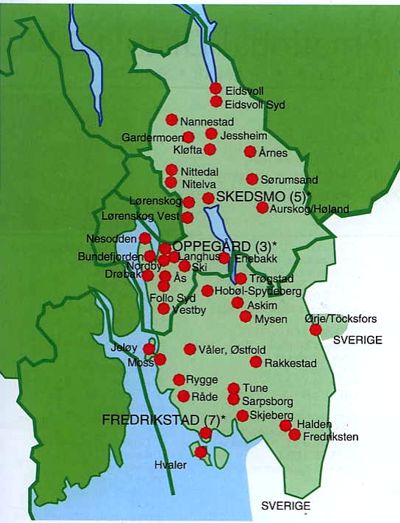 Eidsvoll
Eidsvoll Syd
Nannestad
Jessheim
Gardermoen
Kløfta
Årnes
Nittedal
Nitelva
Sørumsand
SKEDSMO (5)*
Lørenskog
Aurskog/Høland
Lørenskog Vest
Nesodden
OPPEGÅRD (3)*
Bundefjorden
Langhus
Enebakk
Nordby
Ski
Drøbak
Ås
Trøgstad
Follo Syd
Hobøl-Spydeberg
Vestby
Askim
Mysen
Ørje/Töcksfors
SVERIGE
Jeløy
Våler, Østfold
Moss
Rakkestad
Rygge
Tune
Råde
Sarpsborg
FREDRIKSTAD (7)*
Skjeberg
Halden
Fredriksten
Hvaler
SVERIGE